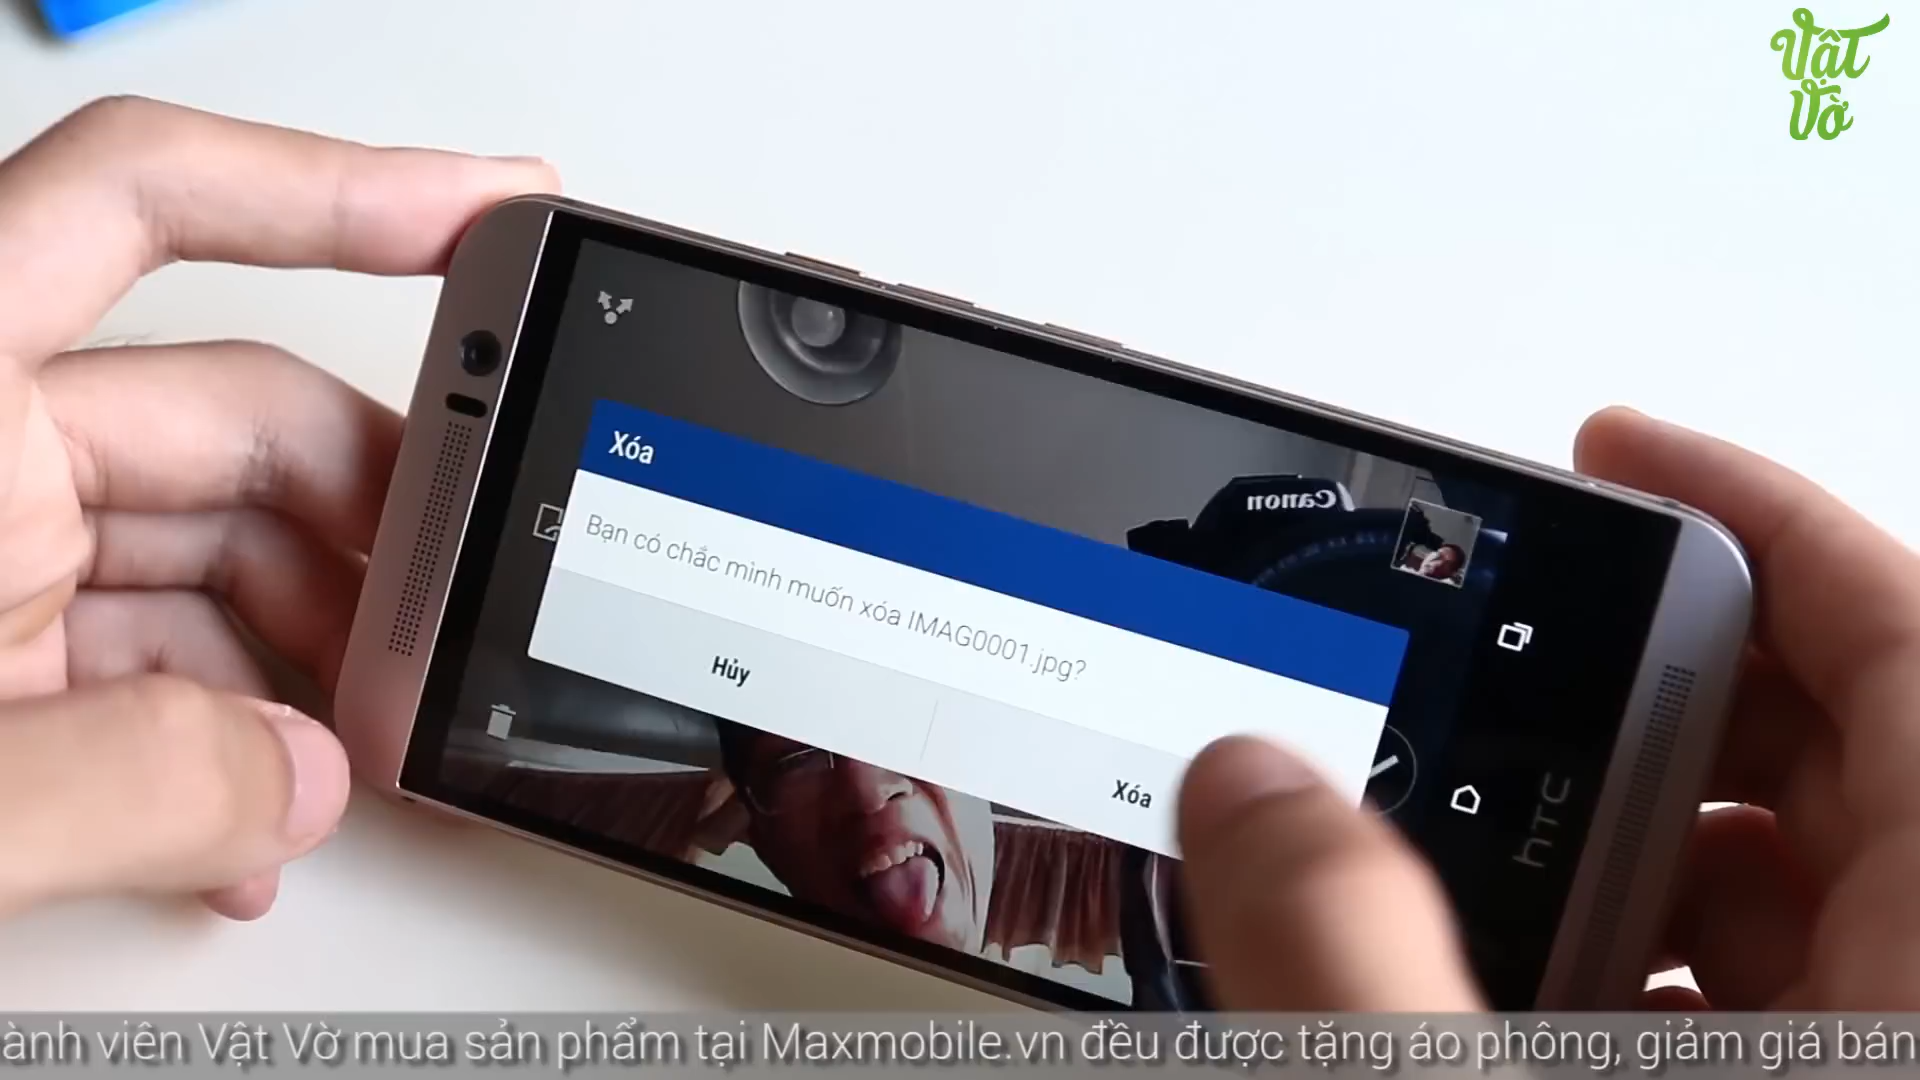 Vật
Vờ
Canon
Xóa
Bạn có chắc mình muốn xóa IMAG0001.jpg?
Hủy
Xóa
hTC
ành viên Vật Vờ mua sản phẩm tại Maxmobile.vn đều được tặng áo phông, giảm giá bán